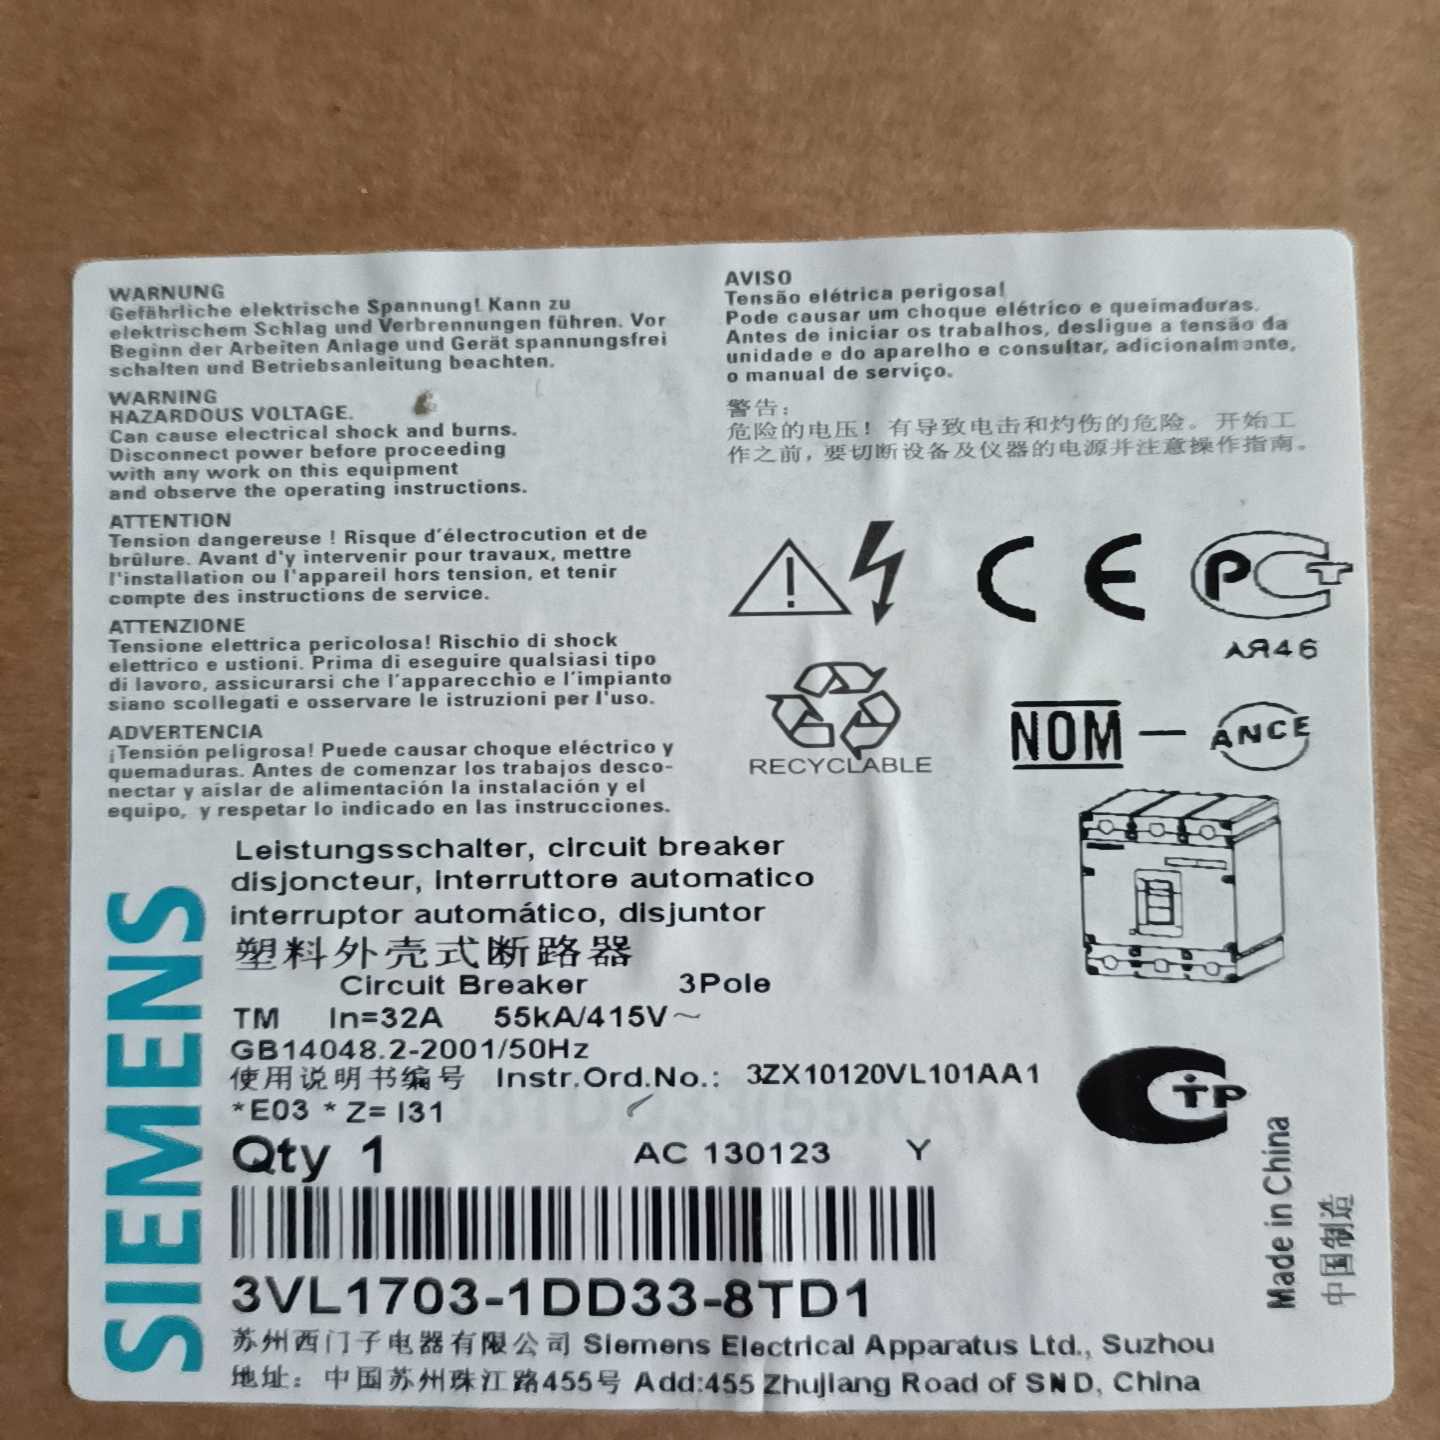 WARNUNG
Gefährliche elektrische Spannung! Kann zu
elektrischem Schlag und Verbrennungen führen. Vor
Beginn der Arbeiten Anlage und Gerät spannungsfrei
schalten und Betriebsanleitung beachten.
WARNING
HAZARDOUS VOLTAGE.
Can cause electrical shock and burns.
Disconnect power before proceeding
with any work on this equipment
and observe the operating instructions.
ATTENTION
Tension dangereuse ! Risque d'électrocution et de
brûlure. Avant d'y intervenir pour travaux, mettre
l'installation ou l'appareil hors tension, et tenir
compte des instructions de service.
ATTENZIONE
Tensione elettrica pericolosa! Rischio di shock
elettrico e ustioni. Prima di eseguire qualsiasi tipo
di lavoro, assicurarsi che l'apparecchio e l'impianto
siano scollegati e osservare le istruzioni per l'uso.
ADVERTENCIA
¡Tensión peligrosa! Puede causar choque eléctrico y
quemaduras. Antes de comenzar los trabajos desco-
nectar y aislar de alimentación la instalación y el
equipo, y respetar lo indicado en las instrucciones.
AVISO
Tensão elétrica perigosa!
Pode causar um choque elétrico e queimaduras.
Antes de iniciar os trabalhos, desligue a tensão da
unidade e do aparelho e consultar, adicionalmente,
o manual de serviço.
警告：
危险的电压！有导致电击和灼伤的危险。开始工
作之前，要切断设备及仪器的电源并注意操作指南。
CE
PCT
АЯ46
RECYCLABLE
NOM - ANCE
SIEMENS
Leistungsschalter, circuit breaker
disjoncteur, Interruttore automatico
interruptor automático, disjuntor
塑料外壳式断路器
Circuit Breaker 3Pole
TM In=32A 55kA/415V~
GB14048.2-2001/50Hz
使用说明书编号 Instr.Ord.No.: 3ZX10120VL101AA1
*E03 * Z= I31
Qty 1 AC 130123 Y
3VL1703-1DD33-8TD1
苏州西门子电器有限公司 Siemens Electrical Apparatus Ltd., Suzhou
地址：中国苏州珠江路455号 Add:455 Zhujiang Road of SND, China
CTP
Made in China
中国制造